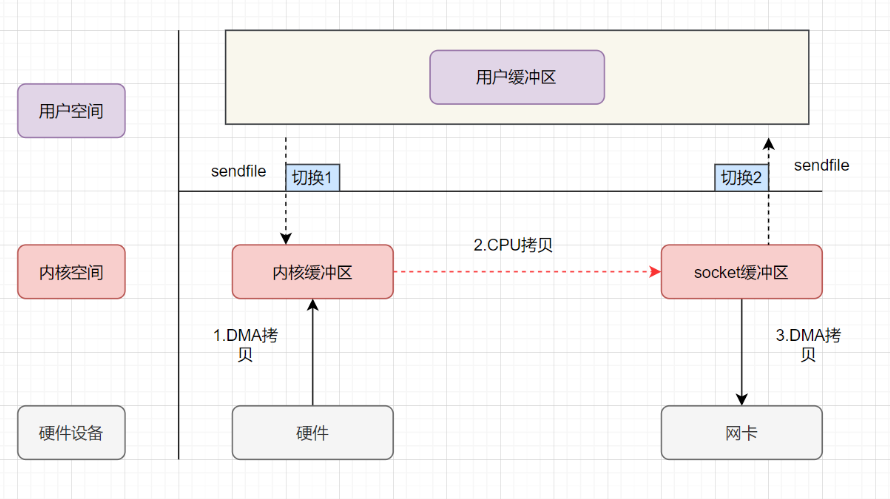 用户缓冲区
用户空间
sendfile
切换1
切换2
sendfile
2.CPU拷贝
内核空间
内核缓冲区
socket缓冲区
1.DMA拷
贝
3.DMA拷
贝
硬件设备
硬件
网卡